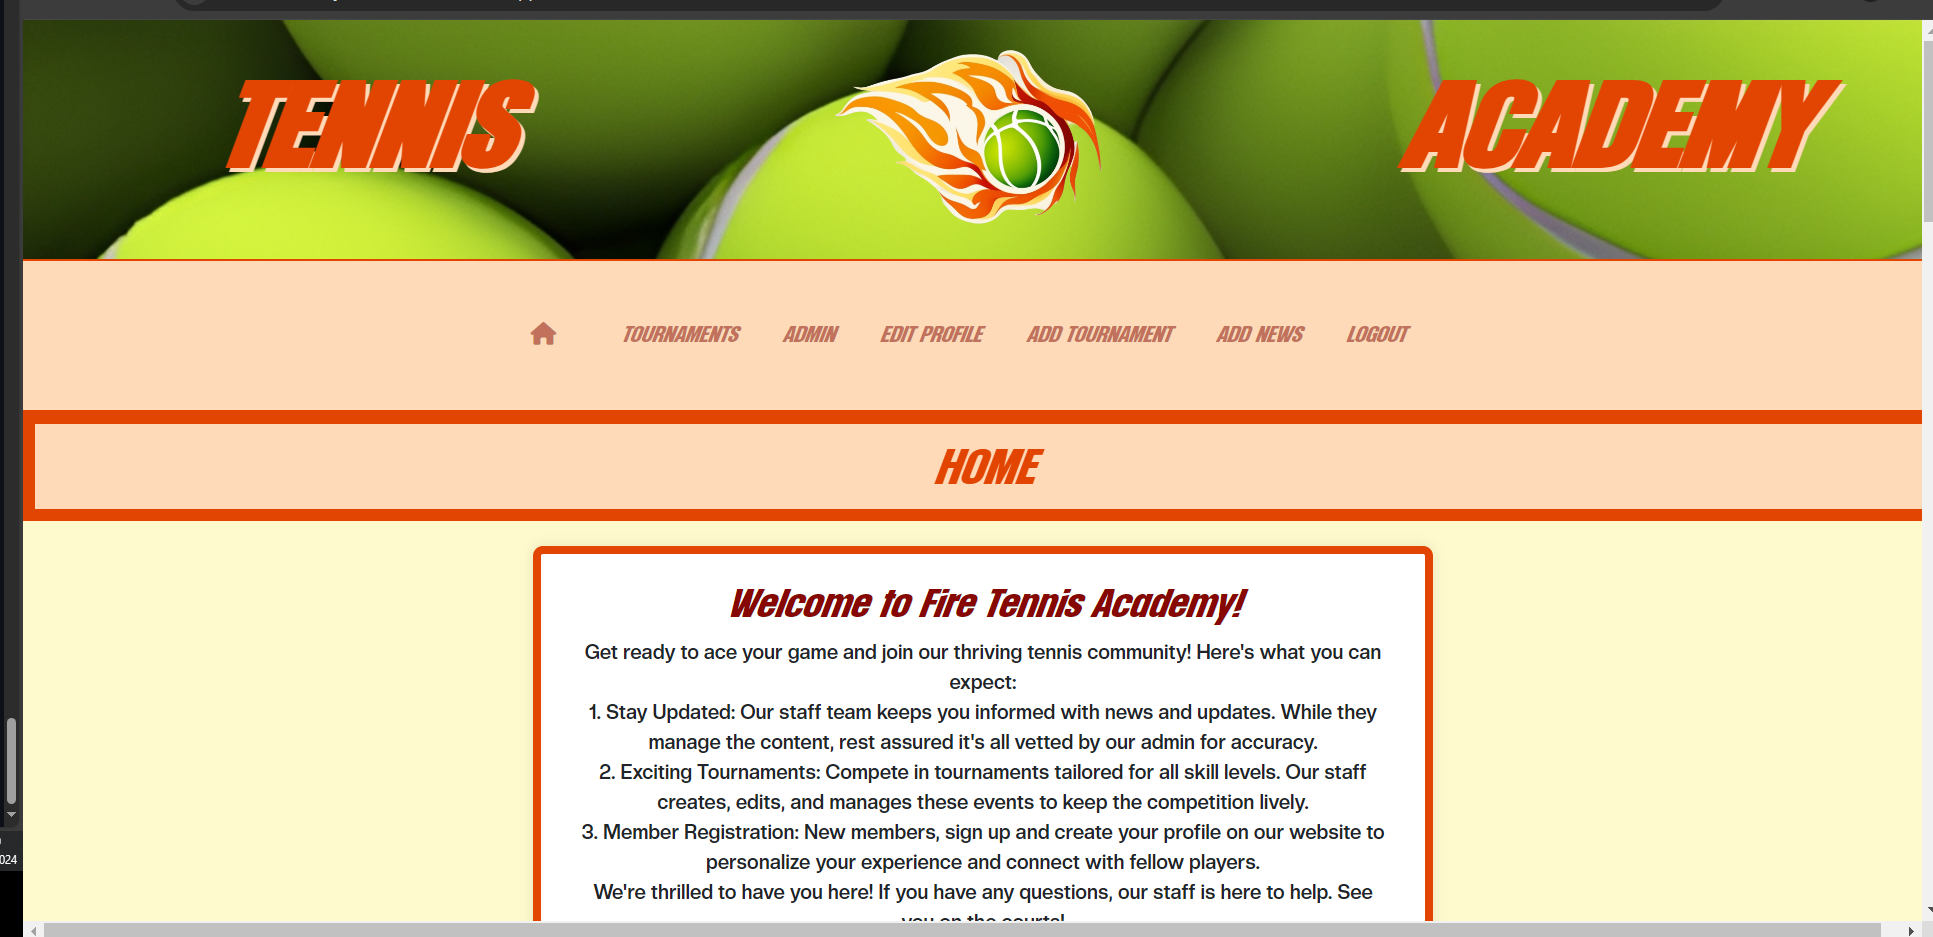 TENNIS ACADEMY
TOURNAMENTS ADMIN EDIT PROFILE ADD TOURNAMENT ADD NEWS LOGOUT
HOME
Welcome to Fire Tennis Academy!
Get ready to ace your game and join our thriving tennis community! Here's what you can
expect:
1. Stay Updated: Our staff team keeps you informed with news and updates. While they
manage the content, rest assured it's all vetted by our admin for accuracy.
2. Exciting Tournaments: Compete in tournaments tailored for all skill levels. Our staff
creates, edits, and manages these events to keep the competition lively.
3. Member Registration: New members, sign up and create your profile on our website to
personalize your experience and connect with fellow players.
We're thrilled to have you here! If you have any questions, our staff is here to help. See
you on the courts!
024